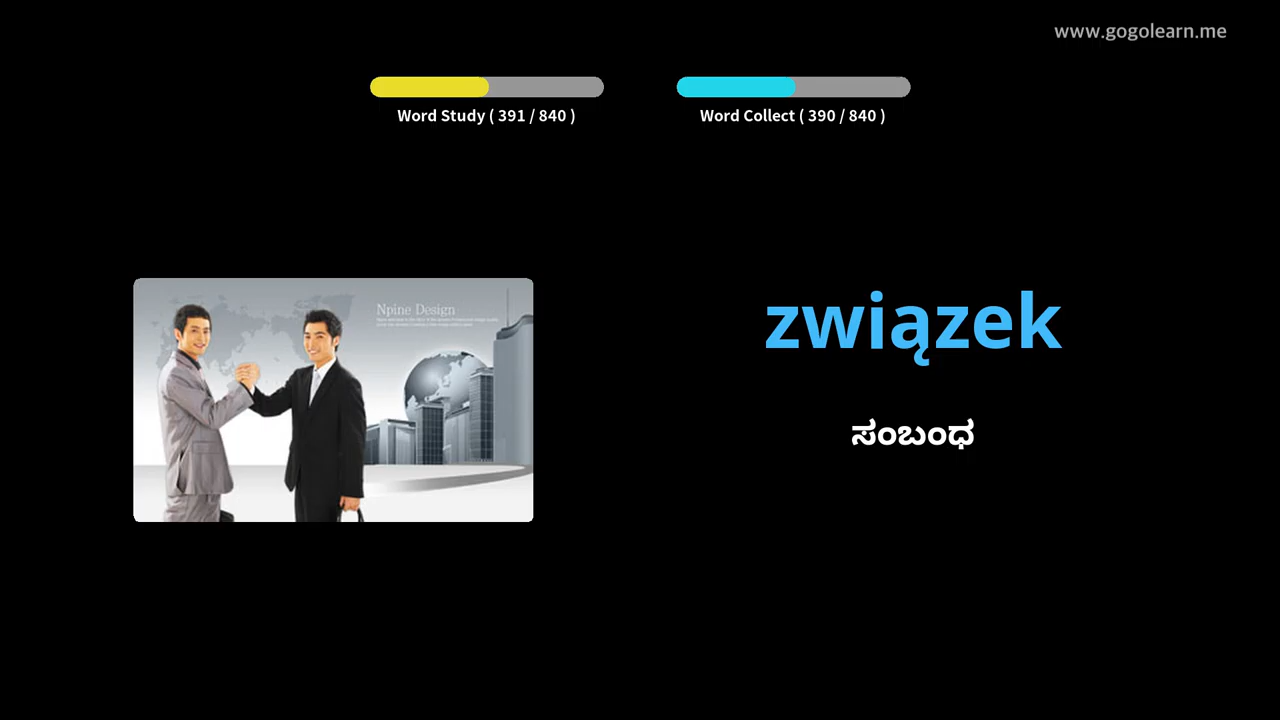 www.gogolearn.me
Word Study ( 391 / 840 )
Word Collect ( 390 / 840 )
Npine Design
związek
ಸಂಬಂಧ